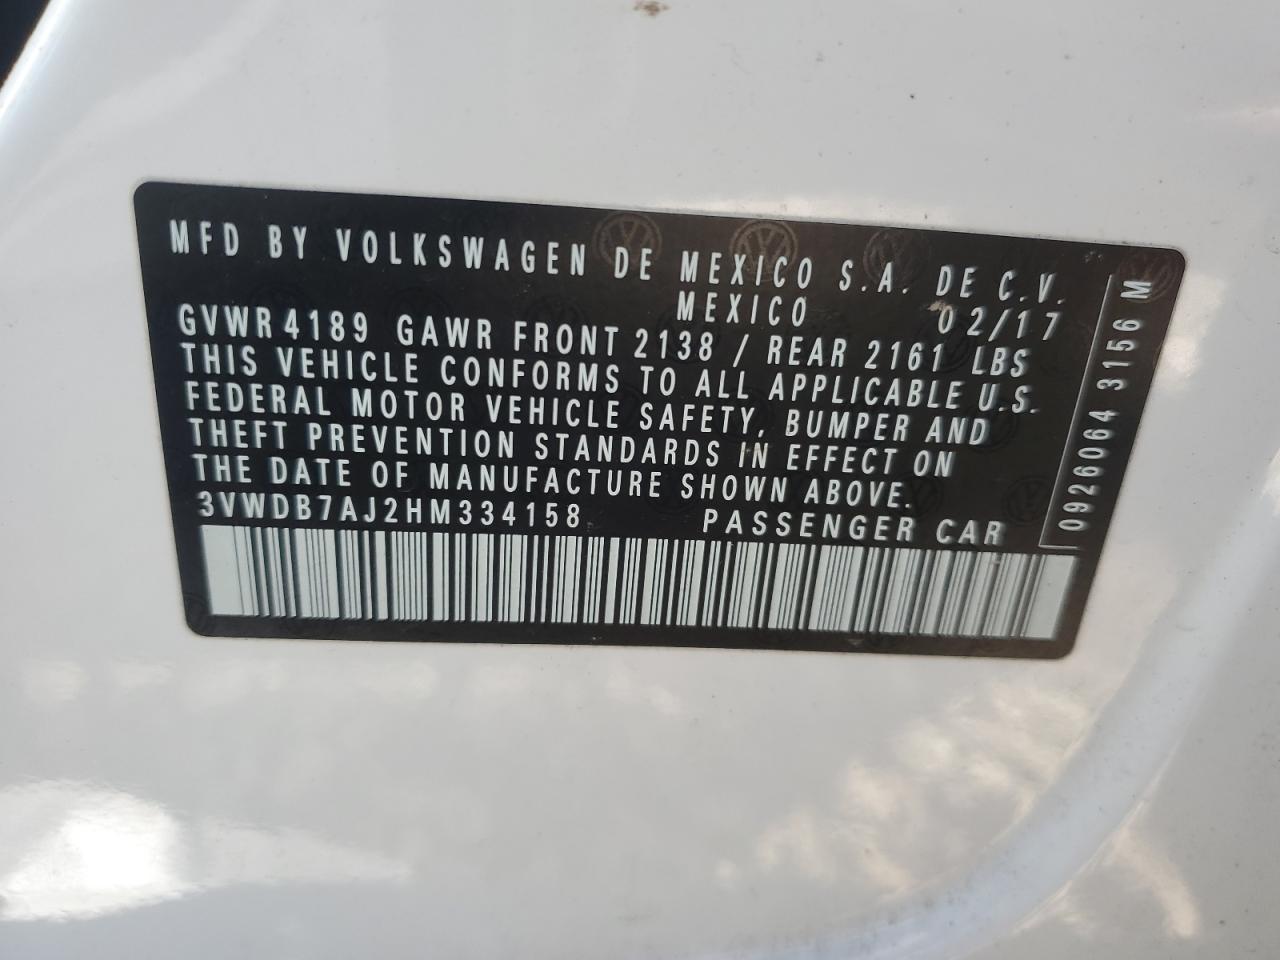 MFD BY VOLKSWAGEN DE MEXICO S.A. DE C.V.
MEXICO 02/17
GVWR 4189 GAWR FRONT 2138 / REAR 2161 LBS
THIS VEHICLE CONFORMS TO ALL APPLICABLE U.S.
FEDERAL MOTOR VEHICLE SAFETY, BUMPER AND
THEFT PREVENTION STANDARDS IN EFFECT ON
THE DATE OF MANUFACTURE SHOWN ABOVE.
3VWDB7AJ2HM334158 PASSENGER CAR
0926064 3156 M